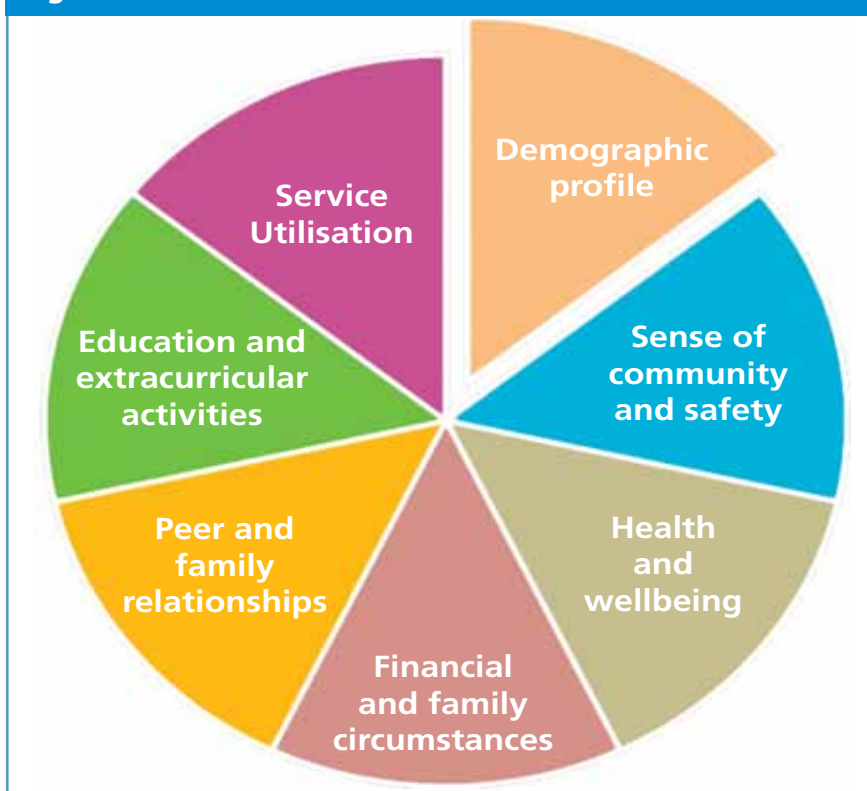 Demographic
profile
Sense of
community
and safety
Health
and
wellbeing
Financial
and family
circumstances
Peer and
family
relationships
Education and
extracurricular
activities
Service
Utilisation